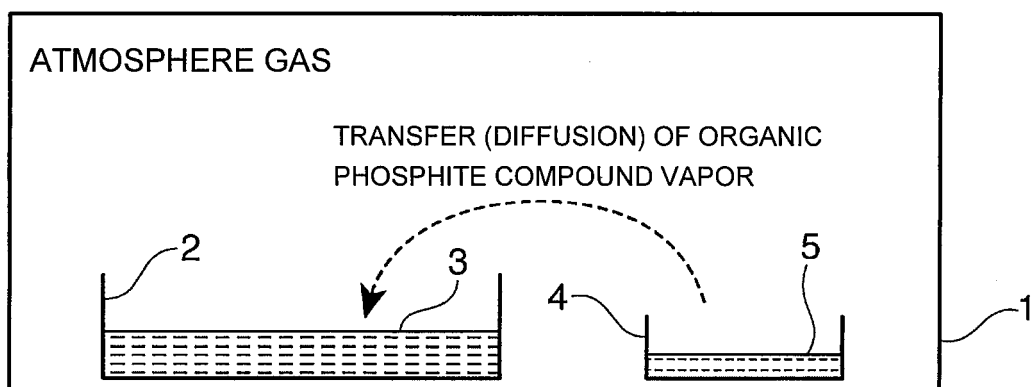 ATMOSPHERE GAS
TRANSFER (DIFFUSION) OF ORGANIC
PHOSPHITE COMPOUND VAPOR
2
3
5
4
1